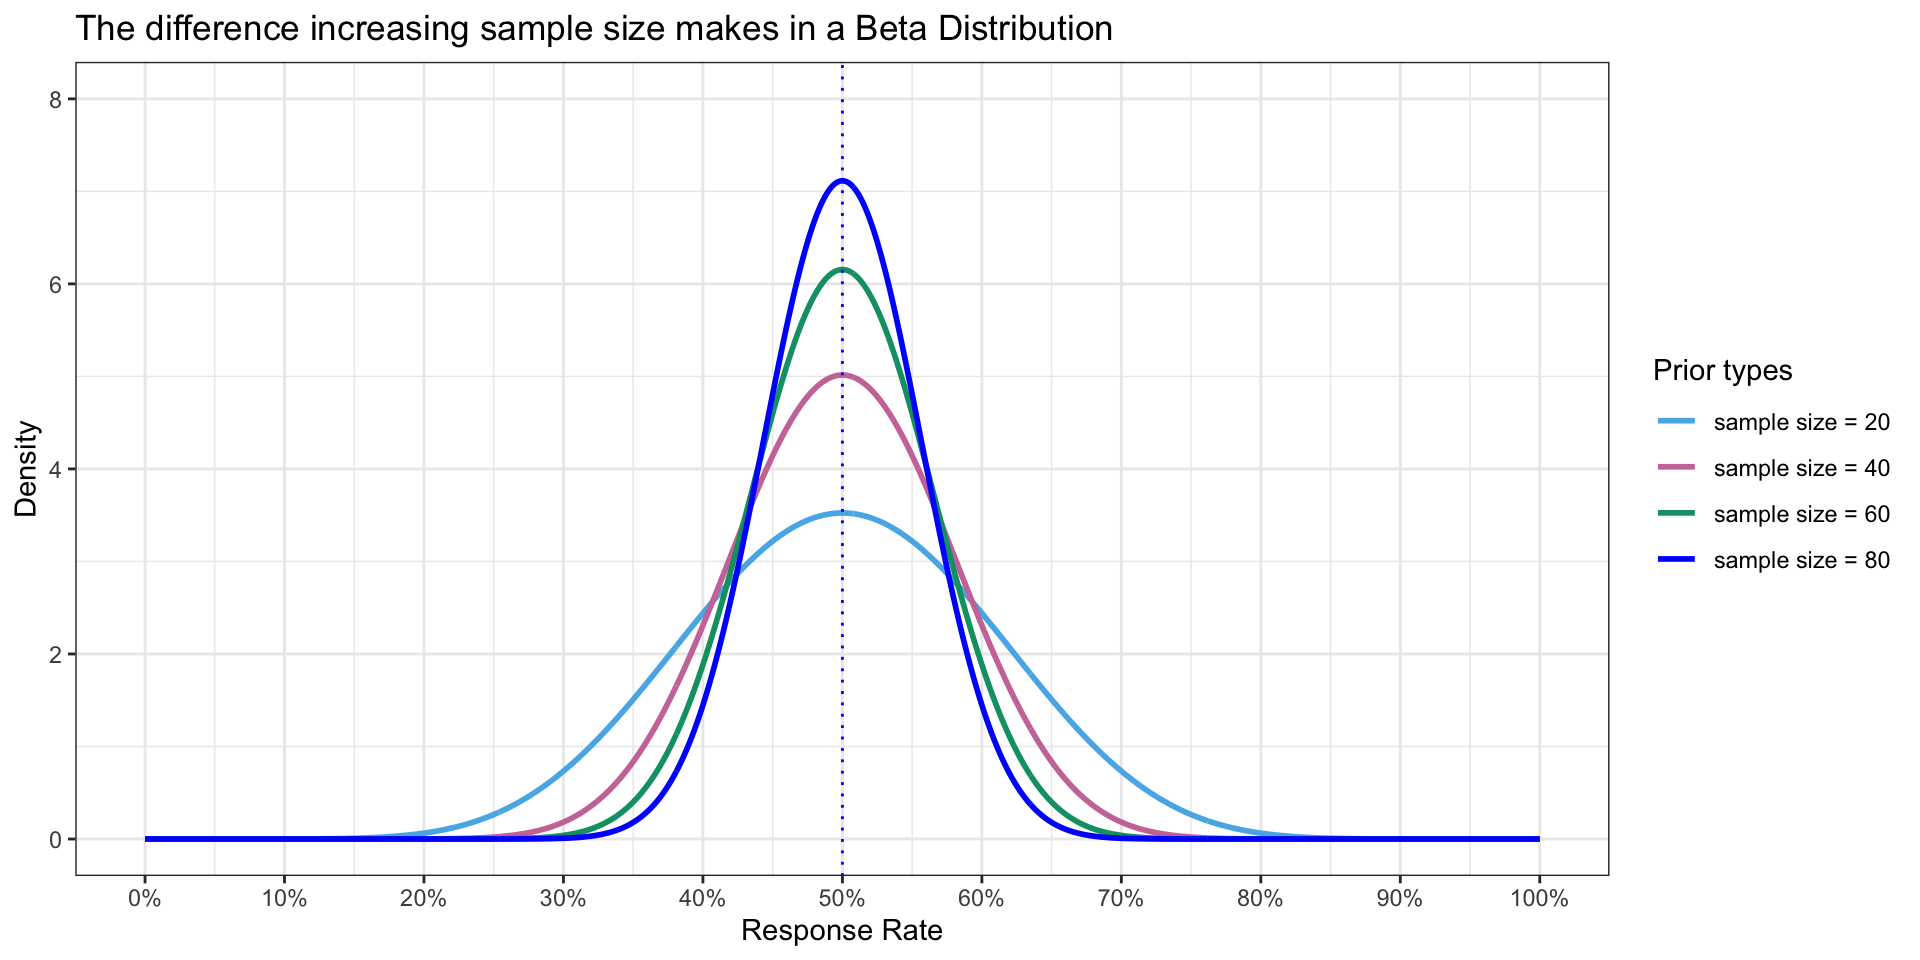 The difference increasing sample size makes in a Beta Distribution
8
6
4
2
0
Density
0% 10% 20% 30% 40% 50% 60% 70% 80% 90% 100%
Response Rate
Prior types
sample size = 20
sample size = 40
sample size = 60
sample size = 80